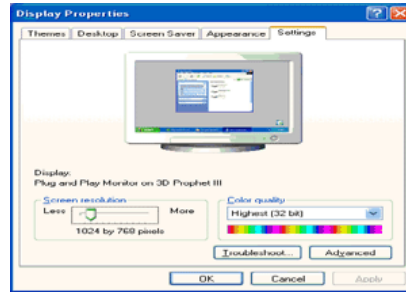 Display Properties
Themes Desktop Screen Saver Appearance Settings
Display:
Plug and Play Monitor on 3D Prophet III
Screen resolution
Less More
1024 by 768 pixels
Color quality
Highest (32 bit)
Troubleshoot... Advanced
OK Cancel Apply